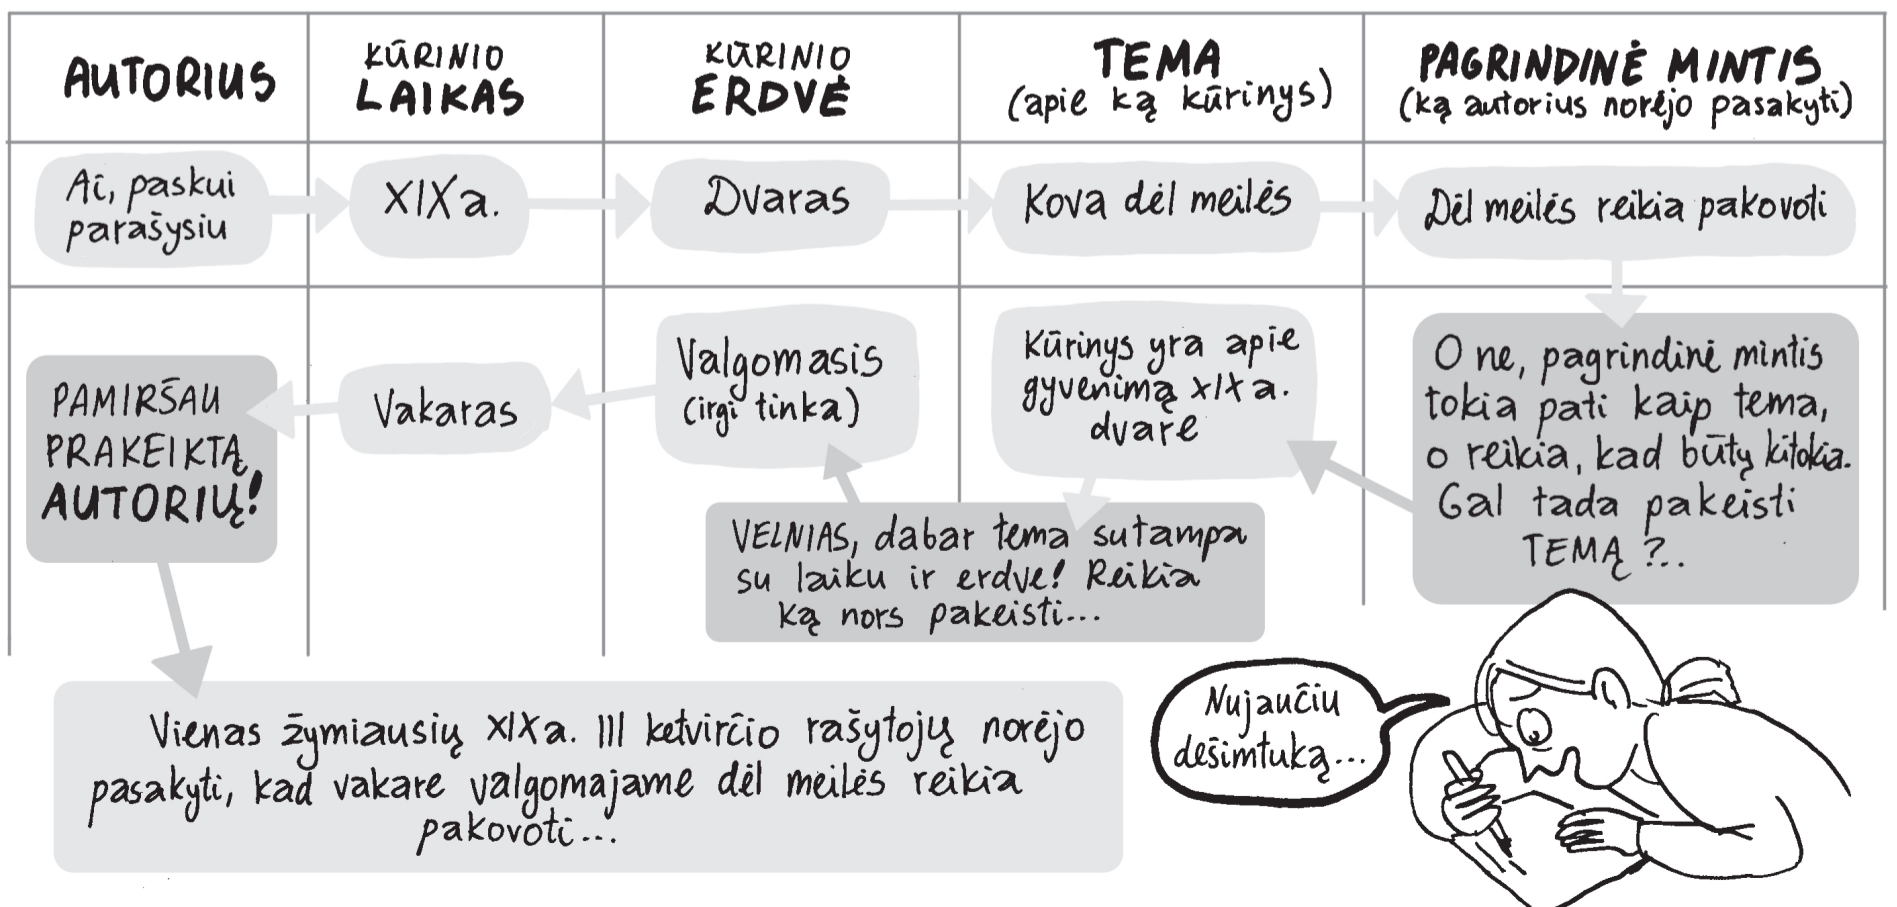 AUTORIUS
KŪRINIO
LAIKAS
KŪRINIO
ERDVĖ
TEMA
(apie ką kūrinys)
PAGRINDINĖ MINTIS
(ką autorius norėjo pasakyti)
Ai, paskui
parašysiu
XIX a.
Dvaras
Kova dėl meilės
Dėl meilės reikia pakovoti
O ne, pagrindinė mintis
tokia pati kaip tema,
o reikia, kad būtų kitokia.
Gal tada pakeisti
TEMĄ?..
Kūrinys yra apie
gyvenimą XIX a.
dvare
VELNIAS, dabar tema sutampa
su laiku ir erdve! Reikia
ką nors pakeisti...
Valgomasis
(irgi tinka)
Vakaras
PAMIRŠAU
PRAKEIKTĄ
AUTORIŲ!
Vienas žymiausių XIX a. III ketvirčio rašytojų norėjo
pasakyti, kad vakare valgomajame dėl meilės reikia
pakovoti...
Nujaučiu
dešimtuką...